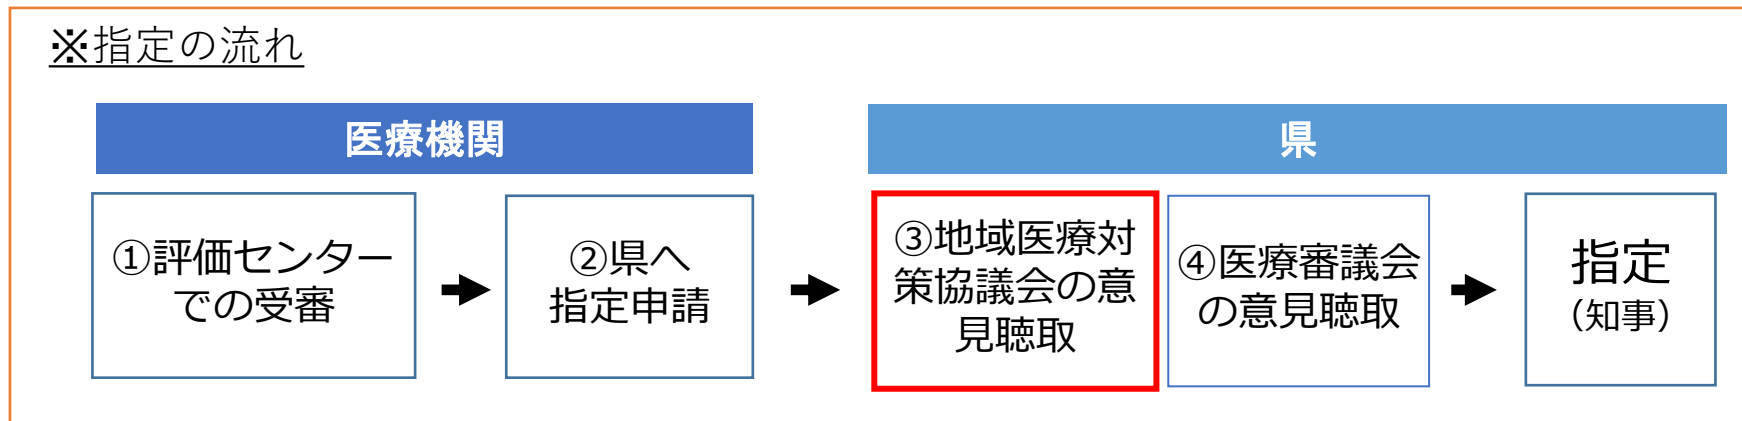 ※指定の流れ
医療機関
県
①評価センター
での受審
②県へ
指定申請
③地域医療対
策協議会の意
見聴取
④医療審議会
の意見聴取
指定
（知事）